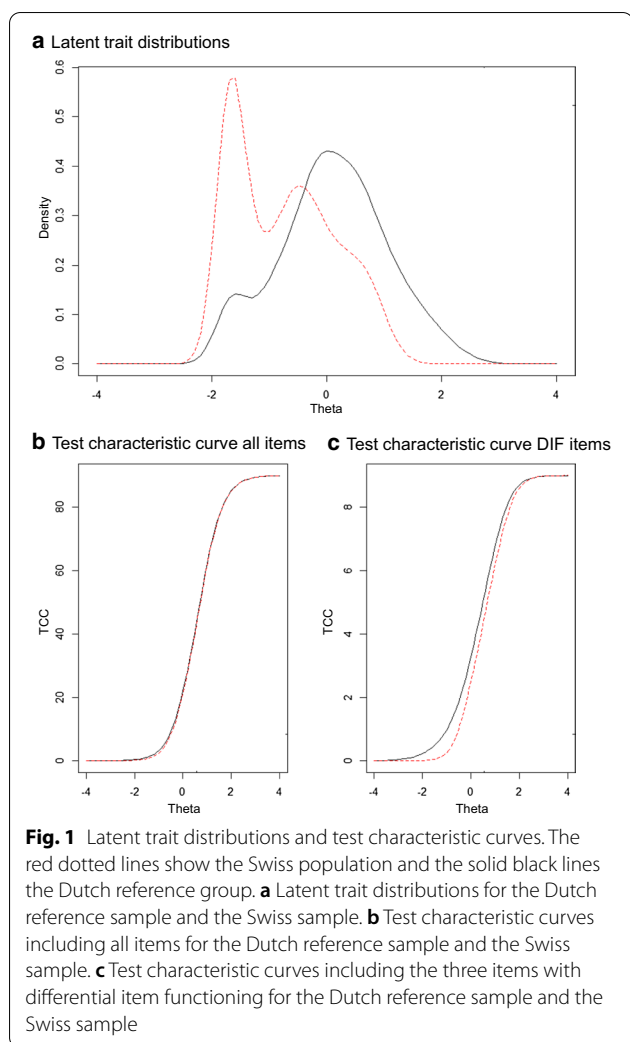 a Latent trait distributions
0.6
0.5
0.4
0.3
0.2
0.1
0.0
Density
-4 -2 0 2 4
Theta
b Test characteristic curve all items
80
60
40
20
0
TCC
-4 -2 0 2 4
Theta
c Test characteristic curve DIF items
8
6
4
2
0
TCC
-4 -2 0 2 4
Theta
Fig. 1 Latent trait distributions and test characteristic curves. The
red dotted lines show the Swiss population and the solid black lines
the Dutch reference group. a Latent trait distributions for the Dutch
reference sample and the Swiss sample. b Test characteristic curves
including all items for the Dutch reference sample and the Swiss
sample. c Test characteristic curves including the three items with
differential item functioning for the Dutch reference sample and the
Swiss sample